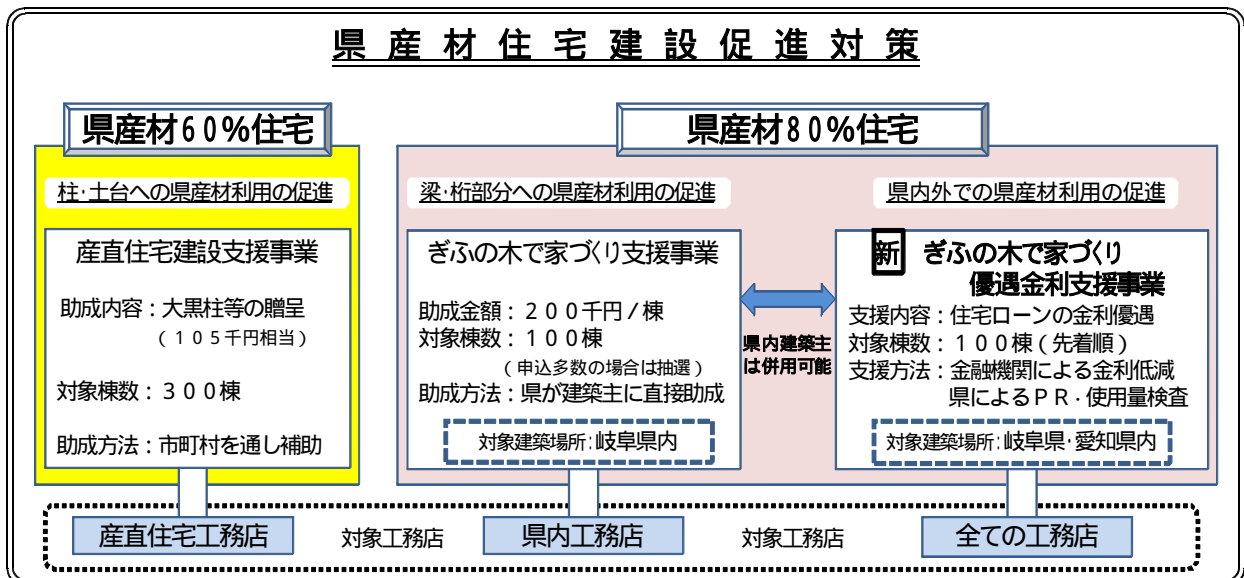 県産材住宅建設促進対策
県産材60%住宅
柱・土台への県産材利用の促進
産直住宅建設支援事業
助成内容:大黒柱等の贈呈
(105千円相当)
対象棟数:300棟
助成方法:市町村を通し補助
県産材80%住宅
梁・桁部分への県産材利用の促進
ぎふの木で家づくり支援事業
助成金額:200千円/棟
対象棟数:100棟
(申込多数の場合は抽選)
助成方法:県が建築主に直接助成
対象建築場所:岐阜県内
県内建築主
は併用可能
県内外での県産材利用の促進
新 ぎふの木で家づくり
優遇金利支援事業
支援内容:住宅ローンの金利優遇
対象棟数:100棟(先着順)
支援方法:金融機関による金利低減
県によるPR・使用量検査
対象建築場所:岐阜県・愛知県内
産直住宅工務店 対象工務店 県内工務店 対象工務店 全ての工務店